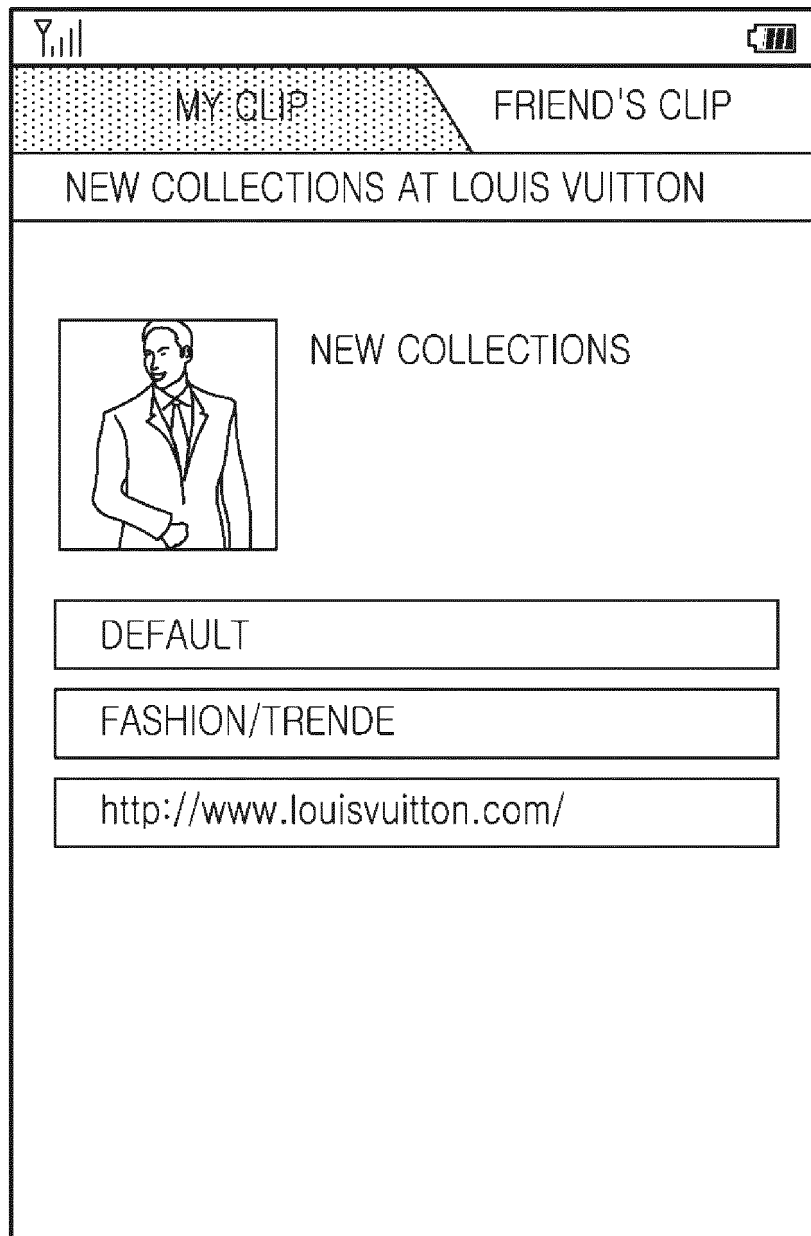 MY CLIP
FRIEND'S CLIP
NEW COLLECTIONS AT LOUIS VUITTON
NEW COLLECTIONS
DEFAULT
FASHION/TRENDE
http://www.louisvuitton.com/